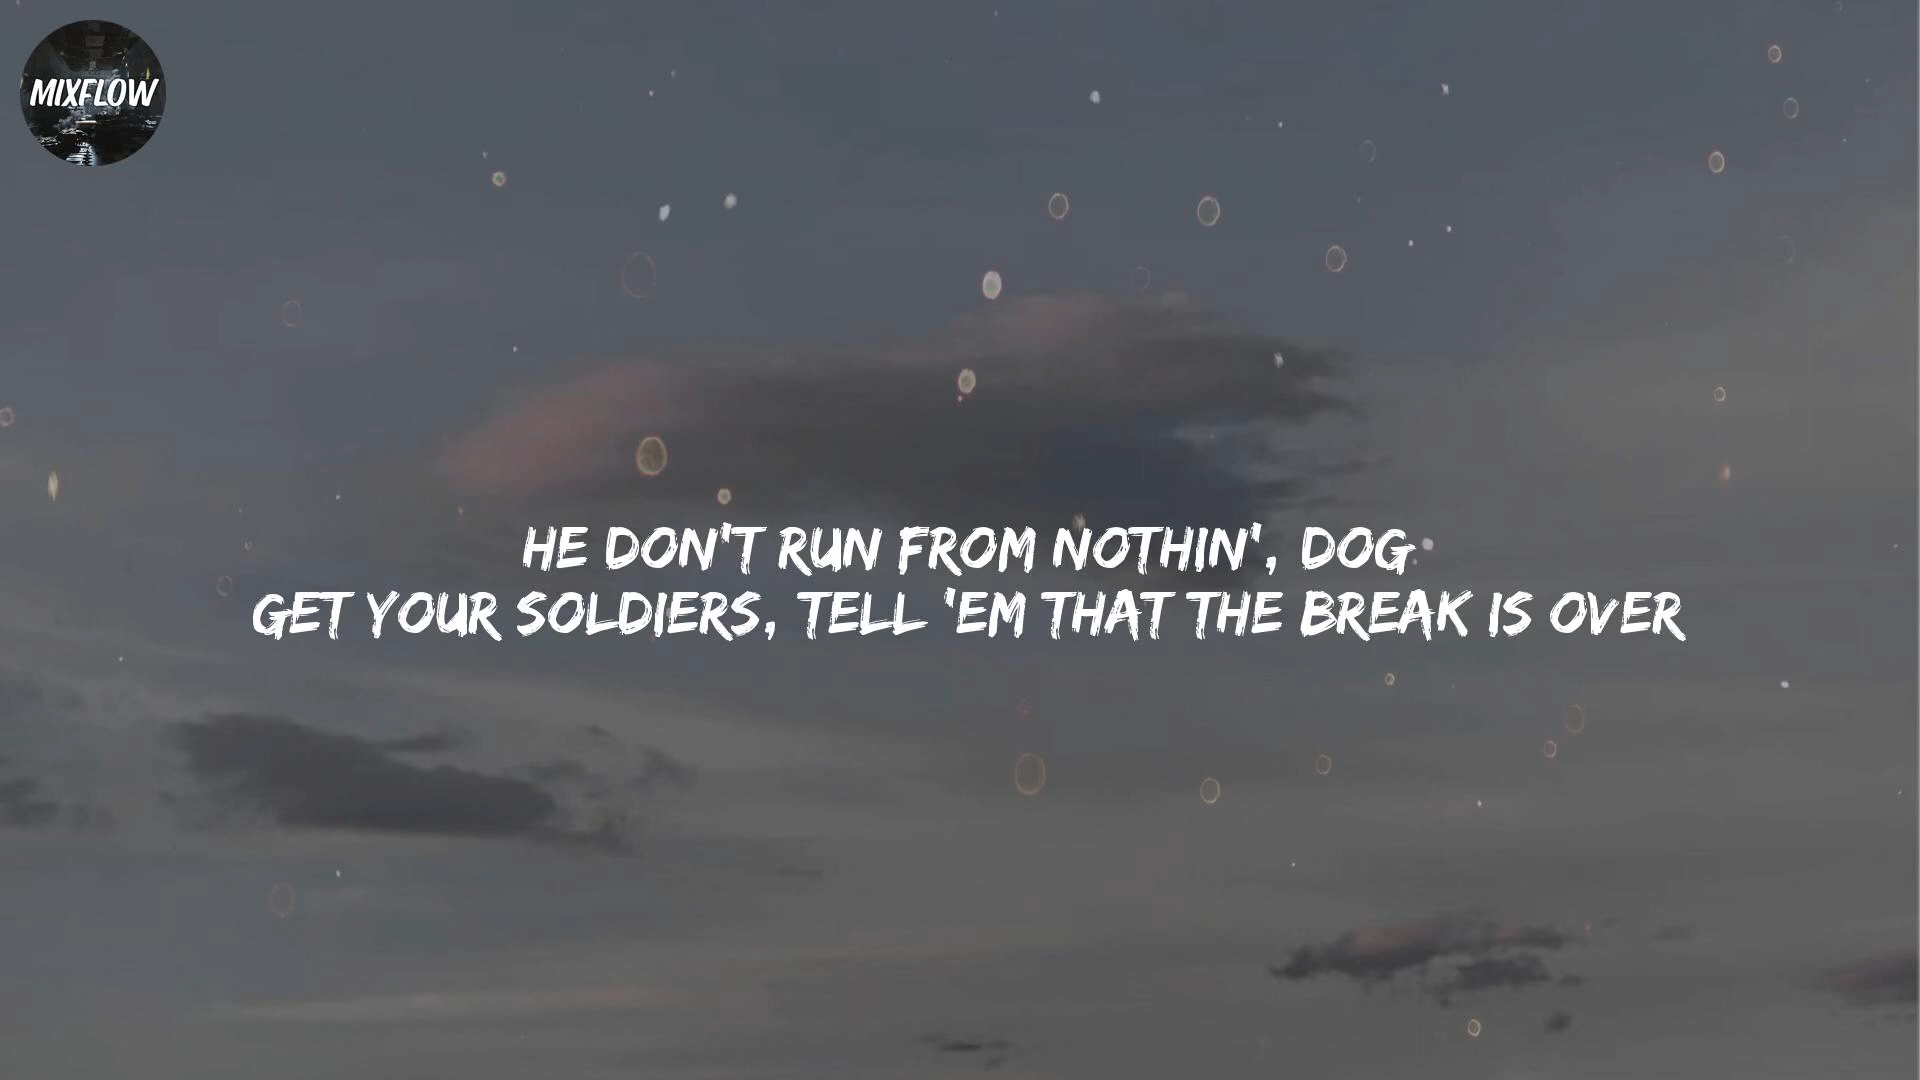 MIXFLOW
HE DON'T RUN FROM NOTHIN', DOG
GET YOUR SOLDIERS, TELL 'EM THAT THE BREAK IS OVER